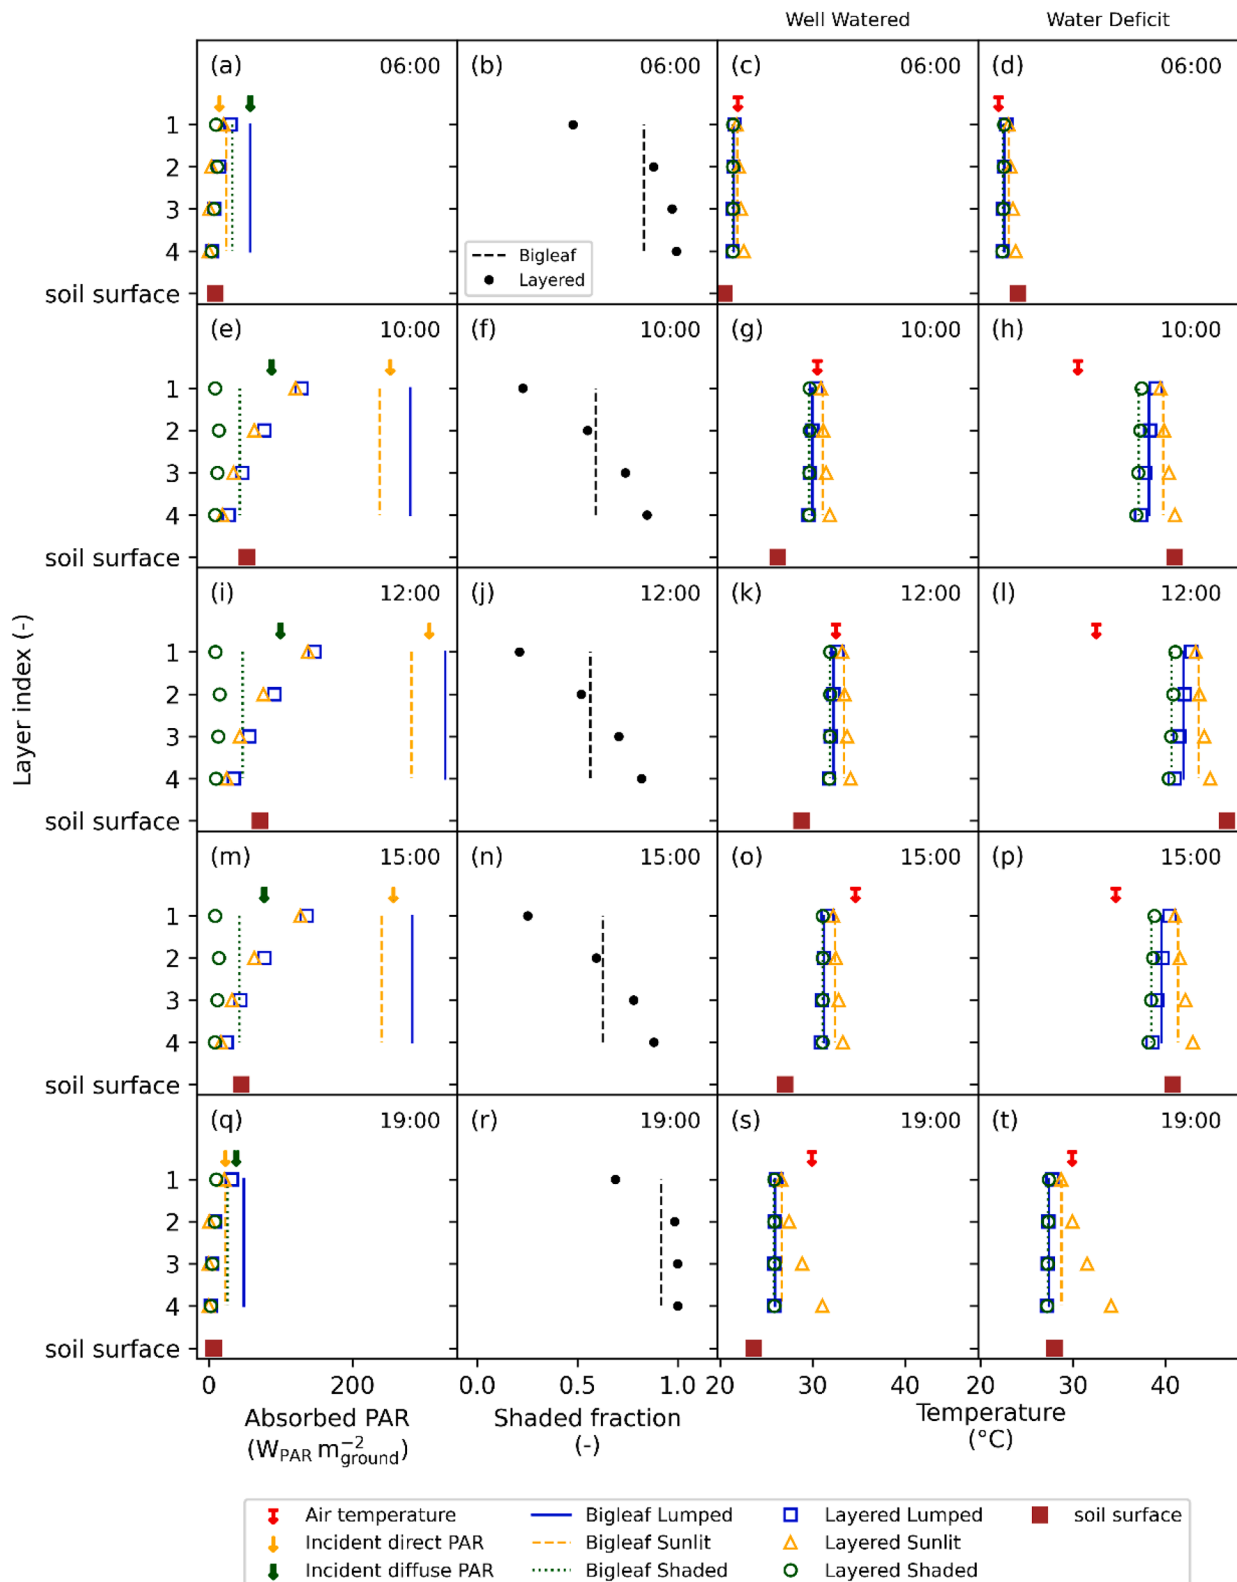 Well Watered Water Deficit
(a) 06:00 (b) 06:00 (c) 06:00 (d) 06:00
1
2
3
4
soil surface
Bigleaf
Layered
(e) 10:00 (f) 10:00 (g) 10:00 (h) 10:00
1
2
3
4
soil surface
(i) 12:00 (j) 12:00 (k) 12:00 (l) 12:00
1
2
3
4
soil surface
Layer index (-)
(m) 15:00 (n) 15:00 (o) 15:00 (p) 15:00
1
2
3
4
soil surface
(q) 19:00 (r) 19:00 (s) 19:00 (t) 19:00
1
2
3
4
soil surface
0 200 0.0 0.5 1.0 20 30 40 20 30 40
Absorbed PAR Shaded fraction Temperature
(W_PAR m^−2_ground) (-) (°C)
Air temperature Bigleaf Lumped Layered Lumped soil surface
Incident direct PAR Bigleaf Sunlit Layered Sunlit
Incident diffuse PAR Bigleaf Shaded Layered Shaded